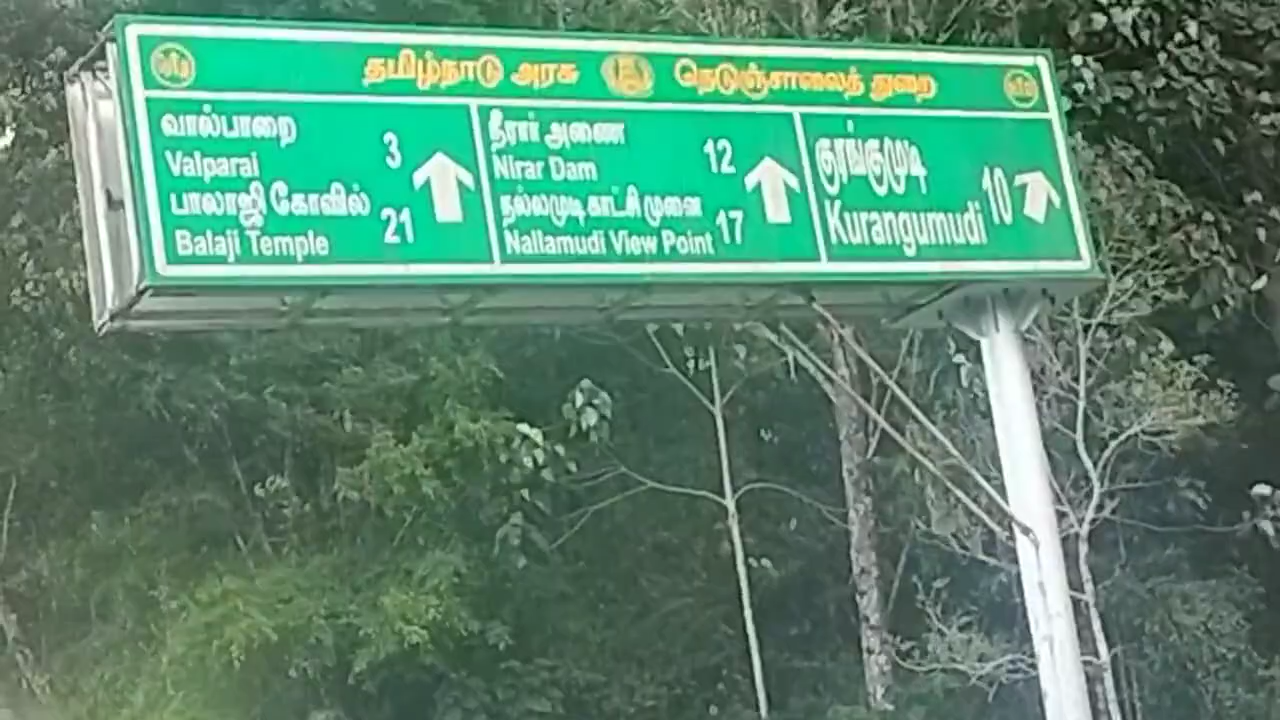 தமிழ்நாடு அரசு நெடுஞ்சாலைத் துறை
வால்பாறை
Valparai 3
பாலாஜி கோவில்
Balaji Temple 21
நீரார் அணை
Nirar Dam 12
நல்லமுடி காட்சி முனை
Nallamudi View Point 17
குரங்குமுடி
Kurangumudi 10